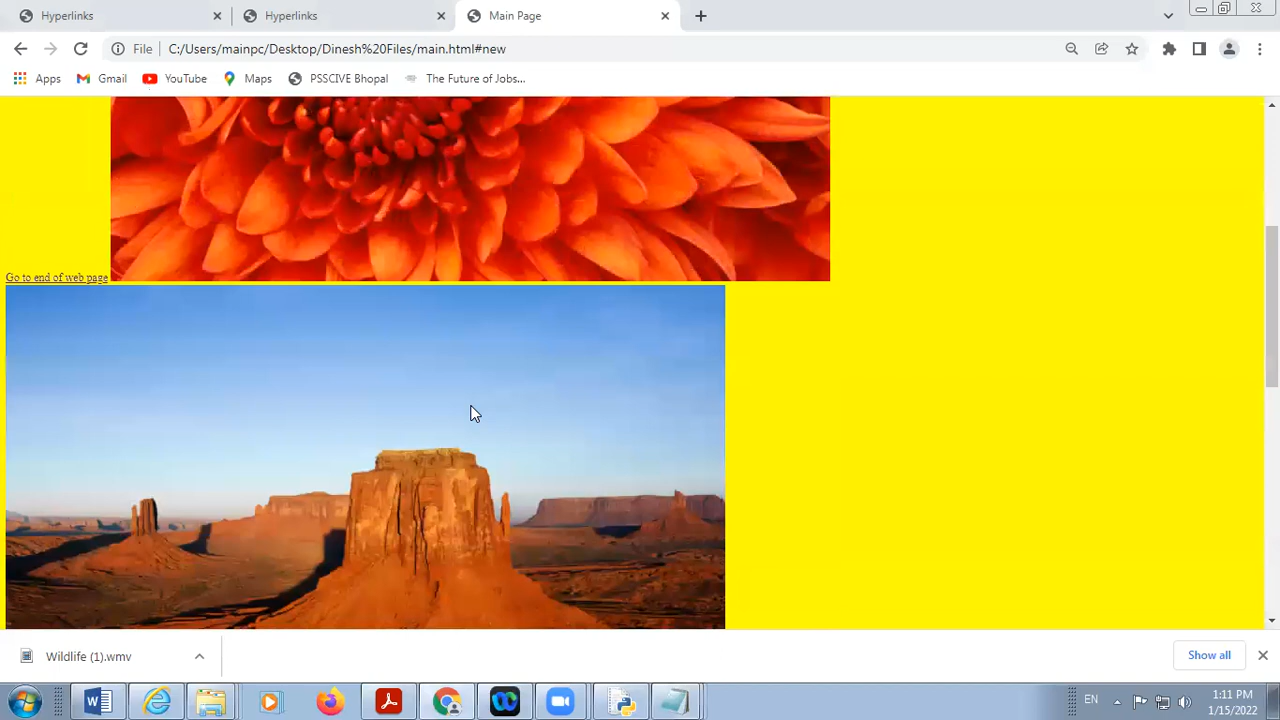 Hyperlinks
Hyperlinks
Main Page
File
C:/Users/mainpc/Desktop/Dinesh%20Files/main.html#new
Apps
Gmail
YouTube
Maps
PSSCIVE Bhopal
The Future of Jobs...
Go to end of web page
Wildlife (1).wmv
Show all
EN
1:11 PM
1/15/2022